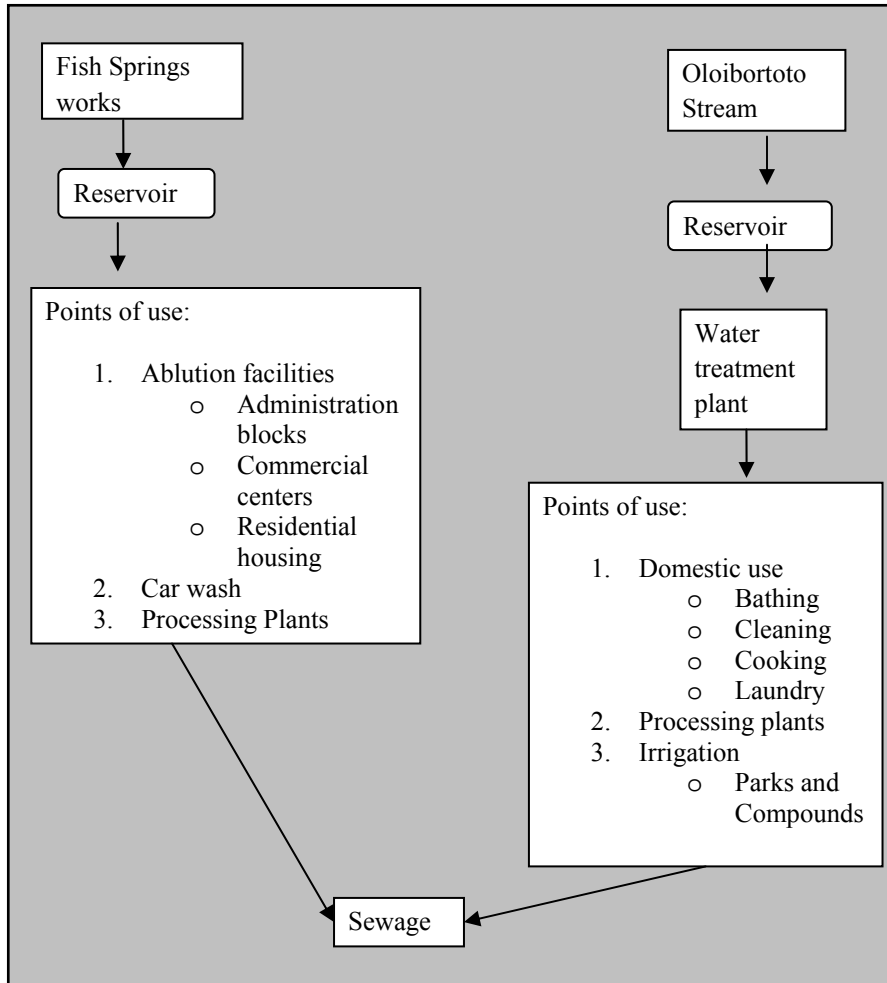 Fish Springs
works
Reservoir
Points of use:
1. Ablution facilities
o Administration
blocks
o Commercial
centers
o Residential
housing
2. Car wash
3. Processing Plants
Oloibortoto
Stream
Reservoir
Water
treatment
plant
Points of use:
1. Domestic use
o Bathing
o Cleaning
o Cooking
o Laundry
2. Processing plants
3. Irrigation
o Parks and
Compounds
Sewage